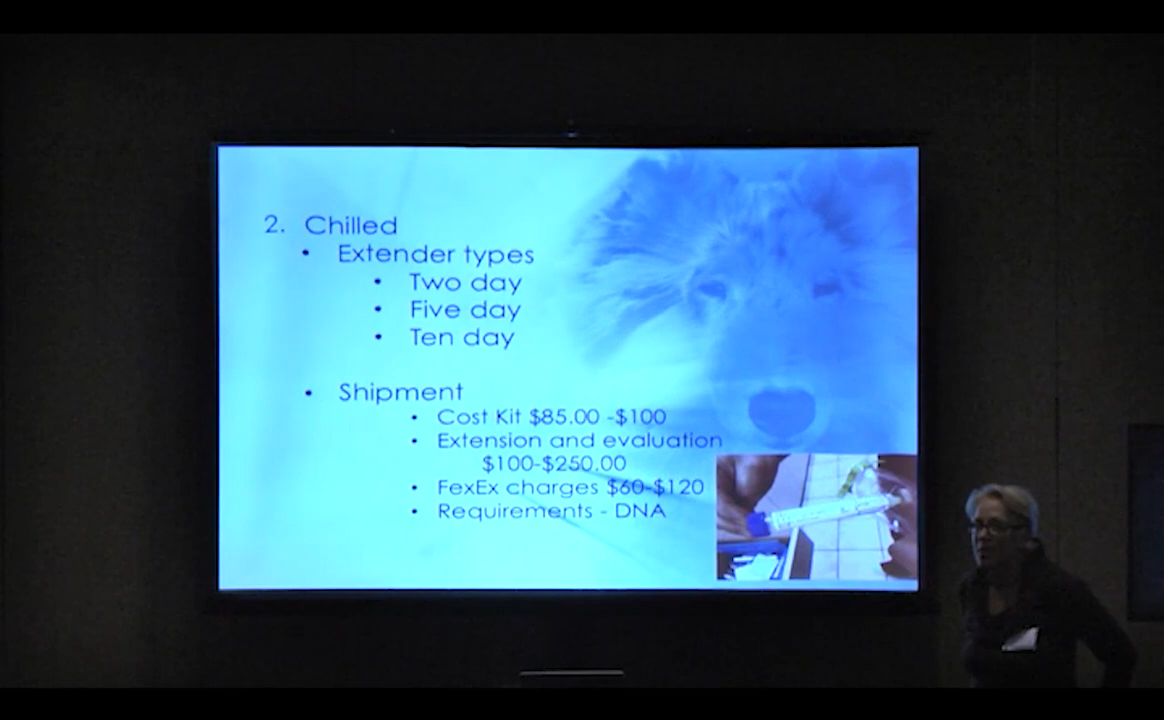 2. Chilled
• Extender types
• Two day
• Five day
• Ten day
• Shipment
• Cost Kit $85.00 -$100
• Extension and evaluation
$100-$250.00
• FexEx charges $60-$120
• Requirements - DNA